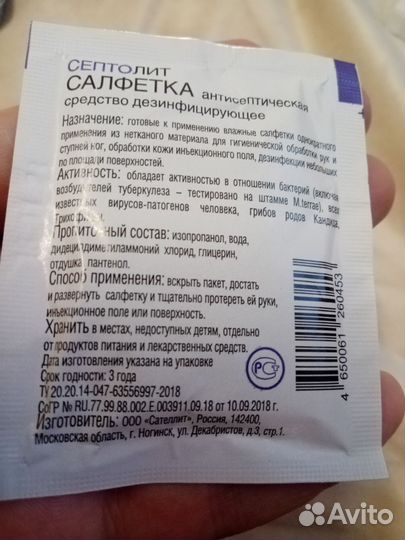 СЕПТОЛИТ
САЛФЕТКА антисептическая
средство дезинфицирующее
Назначение: готовые к применению влажные салфетки однократного
применения из нетканого материала для гигиенической обработки рук и
ступней ног, обработки кожи инъекционного поля, дезинфекции небольших
по площади поверхностей.
Активность: обладает активностью в отношении бактерий (включая
возбудителей туберкулеза – тестировано на штамме M.terrae), всех
известных вирусов-патогенов человека, грибов родов Кандида,
Трихофитон.
Пропиточный состав: изопропанол, вода,
дидецилдиметиламмоний хлорид, глицерин,
отдушка, пантенол.
Способ применения: вскрыть пакет, достать
и развернуть салфетку и тщательно протереть ей руки,
инъекционное поле или поверхность.
Хранить в местах, недоступных детям, отдельно
от продуктов питания и лекарственных средств.
Дата изготовления указана на упаковке
Срок годности: 3 года
ТУ 20.20.14-047-63556997-2018
СоГР № RU.77.99.88.002.Е.003911.09.18 от 10.09.2018 г.
Изготовитель: ООО «Сателлит», Россия, 142400,
Московская область, г. Ногинск, ул. Декабристов, д.3, стр.1.
4 650061 260453
РСТ
Avito